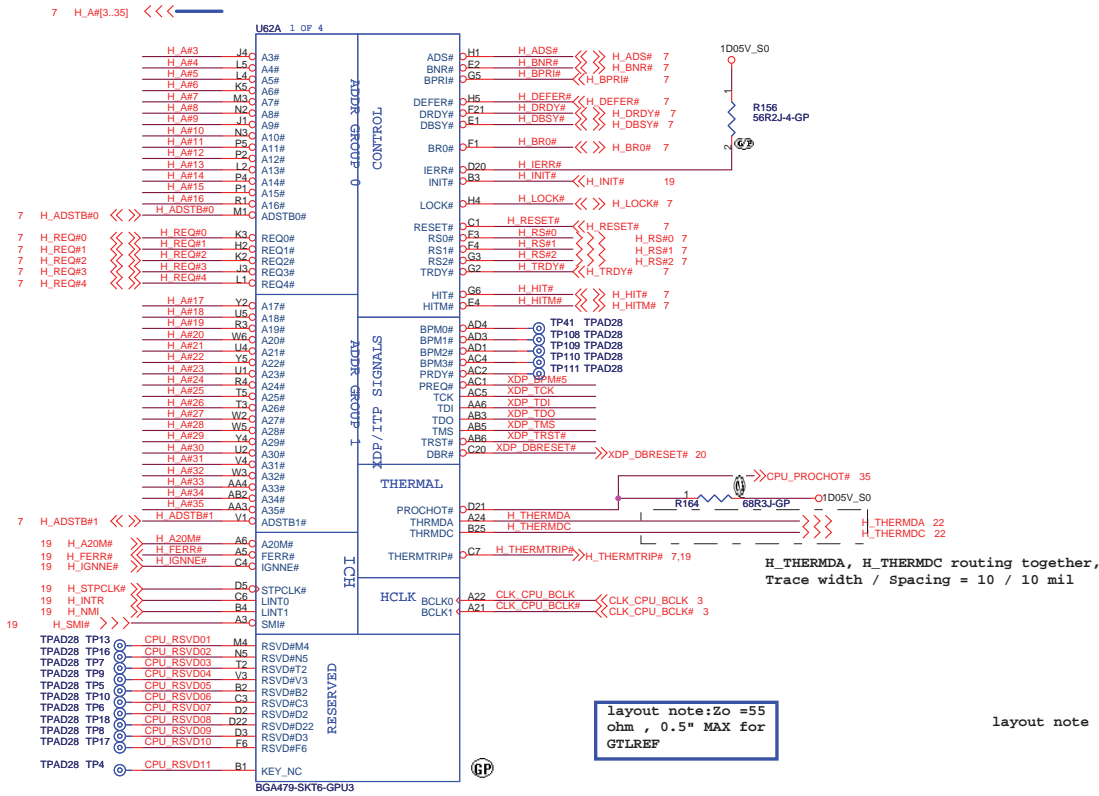 7 H_A#[3..35]
U62A 1 OF 4
H_A#3 J4 A3#
H_A#4 L5 A4#
H_A#5 L4 A5#
H_A#6 K5 A6#
H_A#7 M3 A7#
H_A#8 N2 A8#
H_A#9 J1 A9#
H_A#10 N3 A10#
H_A#11 P5 A11#
H_A#12 P2 A12#
H_A#13 L2 A13#
H_A#14 P4 A14#
H_A#15 P1 A15#
H_A#16 R1 A16#
7 H_ADSTB#0 H_ADSTB#0 M1 ADSTB0#
7 H_REQ#0 H_REQ#0 K3 REQ0#
7 H_REQ#1 H_REQ#1 H2 REQ1#
7 H_REQ#2 H_REQ#2 K2 REQ2#
7 H_REQ#3 H_REQ#3 J3 REQ3#
7 H_REQ#4 H_REQ#4 L1 REQ4#
ADDR GROUP 0
H_A#17 Y2 A17#
H_A#18 U5 A18#
H_A#19 R3 A19#
H_A#20 W6 A20#
H_A#21 U4 A21#
H_A#22 Y5 A22#
H_A#23 U1 A23#
H_A#24 R4 A24#
H_A#25 T5 A25#
H_A#26 T3 A26#
H_A#27 W2 A27#
H_A#28 W5 A28#
H_A#29 Y4 A29#
H_A#30 U2 A30#
H_A#31 V4 A31#
H_A#32 W3 A32#
H_A#33 AA4 A33#
H_A#34 AB2 A34#
H_A#35 AA3 A35#
7 H_ADSTB#1 H_ADSTB#1 V1 ADSTB1#
ADDR GROUP 1
19 H_A20M# H_A20M# A6 A20M#
19 H_FERR# H_FERR# A5 FERR#
19 H_IGNNE# H_IGNNE# C4 IGNNE#
19 H_STPCLK# D5 STPCLK#
19 H_INTR C6 LINT0
19 H_NMI B4 LINT1
19 H_SMI# A3 SMI#
ICH
TPAD28 TP13 CPU_RSVD01 M4 RSVD#M4
TPAD28 TP16 CPU_RSVD02 N5 RSVD#N5
TPAD28 TP7 CPU_RSVD03 T2 RSVD#T2
TPAD28 TP9 CPU_RSVD04 V3 RSVD#V3
TPAD28 TP5 CPU_RSVD05 B2 RSVD#B2
TPAD28 TP10 CPU_RSVD06 C3 RSVD#C3
TPAD28 TP6 CPU_RSVD07 D2 RSVD#D2
TPAD28 TP18 CPU_RSVD08 D22 RSVD#D22
TPAD28 TP8 CPU_RSVD09 D3 RSVD#D3
TPAD28 TP17 CPU_RSVD10 F6 RSVD#F6
TPAD28 TP4 CPU_RSVD11 B1 KEY_NC
RESERVED
BGA479-SKT6-GPU3
CONTROL
ADS# H1 H_ADS# H_ADS# 7
BNR# E2 H_BNR# H_BNR# 7
BPRI# G5 H_BPRI# H_BPRI# 7
DEFER# H5 H_DEFER# H_DEFER# 7
DRDY# F21 H_DRDY# H_DRDY# 7
DBSY# E1 H_DBSY# H_DBSY# 7
BR0# F1 H_BR0# H_BR0# 7
IERR# D20 H_IERR#
INIT# B3 H_INIT# H_INIT# 19
LOCK# H4 H_LOCK# H_LOCK# 7
RESET# C1 H_RESET# H_RESET# 7
RS0# F3 H_RS#0 H_RS#0 7
RS1# F4 H_RS#1 H_RS#1 7
RS2# G3 H_RS#2 H_RS#2 7
TRDY# G2 H_TRDY# H_TRDY# 7
HIT# G6 H_HIT# H_HIT# 7
HITM# E4 H_HITM# H_HITM# 7
1D05V_S0
1
R156
56R2J-4-GP
2
XDP/ITP SIGNALS
BPM0# AD4 TP41 TPAD28
BPM1# AD3 TP108 TPAD28
BPM2# AD1 TP109 TPAD28
BPM3# AC4 TP110 TPAD28
PRDY# AC2 TP111 TPAD28
PREQ# AC1 XDP_BPM#5
TCK AC5 XDP_TCK
TDI AA6 XDP_TDI
TDO AB3 XDP_TDO
TMS AB5 XDP_TMS
TRST# AB6 XDP_TRST#
DBR# C20 XDP_DBRESET# XDP_DBRESET# 20
THERMAL
CPU_PROCHOT# 35
1 R164 68R3J-GP 1D05V_S0
PROCHOT# D21
THRMDA A24 H_THERMDA H_THERMDA 22
THRMDC B25 H_THERMDC H_THERMDC 22
THERMTRIP# C7 H_THERMTRIP# H_THERMTRIP# 7,19
HCLK
BCLK0 A22 CLK_CPU_BCLK CLK_CPU_BCLK 3
BCLK1 A21 CLK_CPU_BCLK# CLK_CPU_BCLK# 3
H_THERMDA, H_THERMDC routing together,
Trace width / Spacing = 10 / 10 mil
layout note:Zo =55
ohm , 0.5" MAX for
GTLREF
layout note
GP